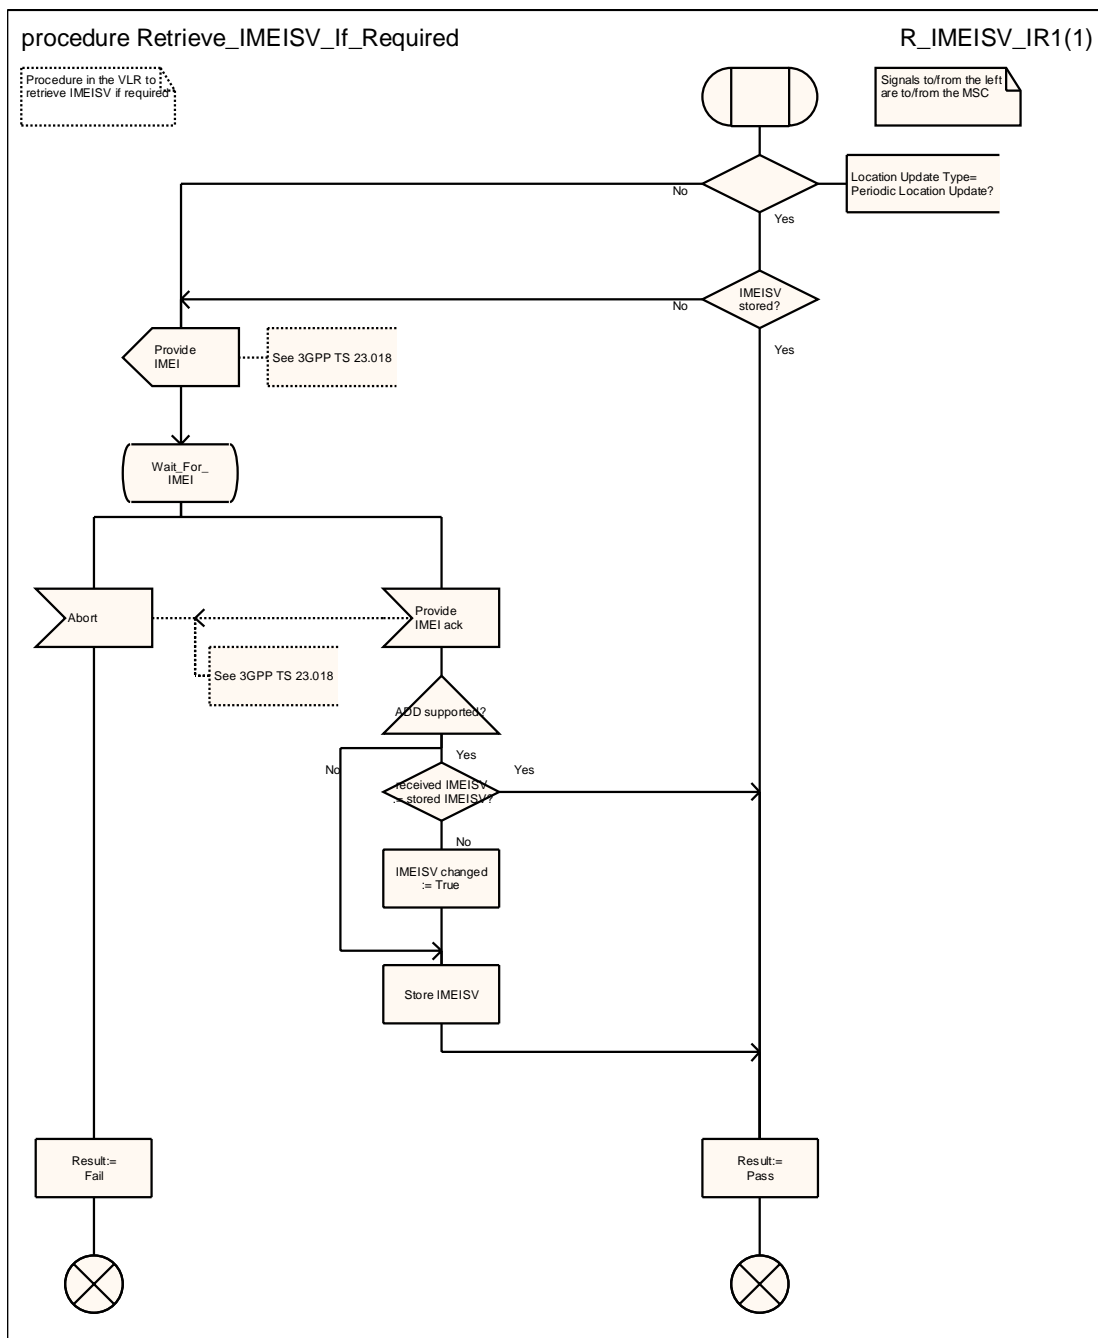 procedure Retrieve_IMEISV_If_Required
R_IMEISV_IR1(1)
Procedure in the VLR to
retrieve IMEISV if required
Signals to/from the left
are to/from the MSC
Location Update Type=
Periodic Location Update?
No
Yes
IMEISV
stored?
No
Yes
Provide
IMEI
See 3GPP TS 23.018
Wait_For_
IMEI
Abort
Provide
IMEI ack
See 3GPP TS 23.018
ADD supported?
Yes
No
received IMEISV
:= stored IMEISV?
Yes
No
IMEISV changed
:= True
Store IMEISV
Result:=
Fail
Result:=
Pass